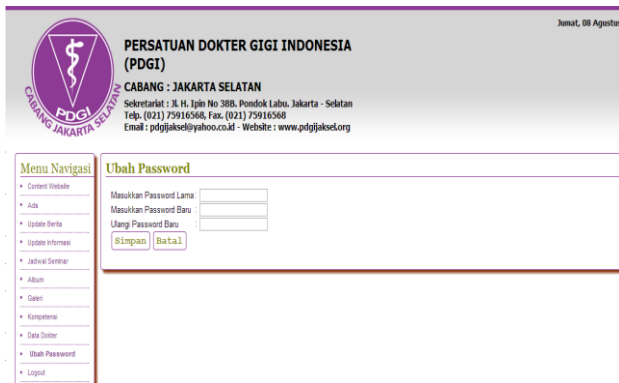 Jumat, 08 Agustus
PERSATUAN DOKTER GIGI INDONESIA
(PDGI)
CABANG : JAKARTA SELATAN
Sekretariat : Jl. H. Ipin No 38B. Pondok Labu. Jakarta - Selatan
Telp. (021) 75916568, Fax. (021) 75916568
Email : pdgijaksel@yahoo.co.id - Website : www.pdgijaksel.org
PDGI
CABANG JAKARTA SELATAN
Menu Navigasi
Content Website
Ads
Update Berita
Update Informasi
Jadwal Seminar
Album
Galeri
Kompetensi
Data Dokter
Ubah Password
Logout
Ubah Password
Masukkan Password Lama :
Masukkan Password Baru :
Ulangi Password Baru :
Simpan Batal